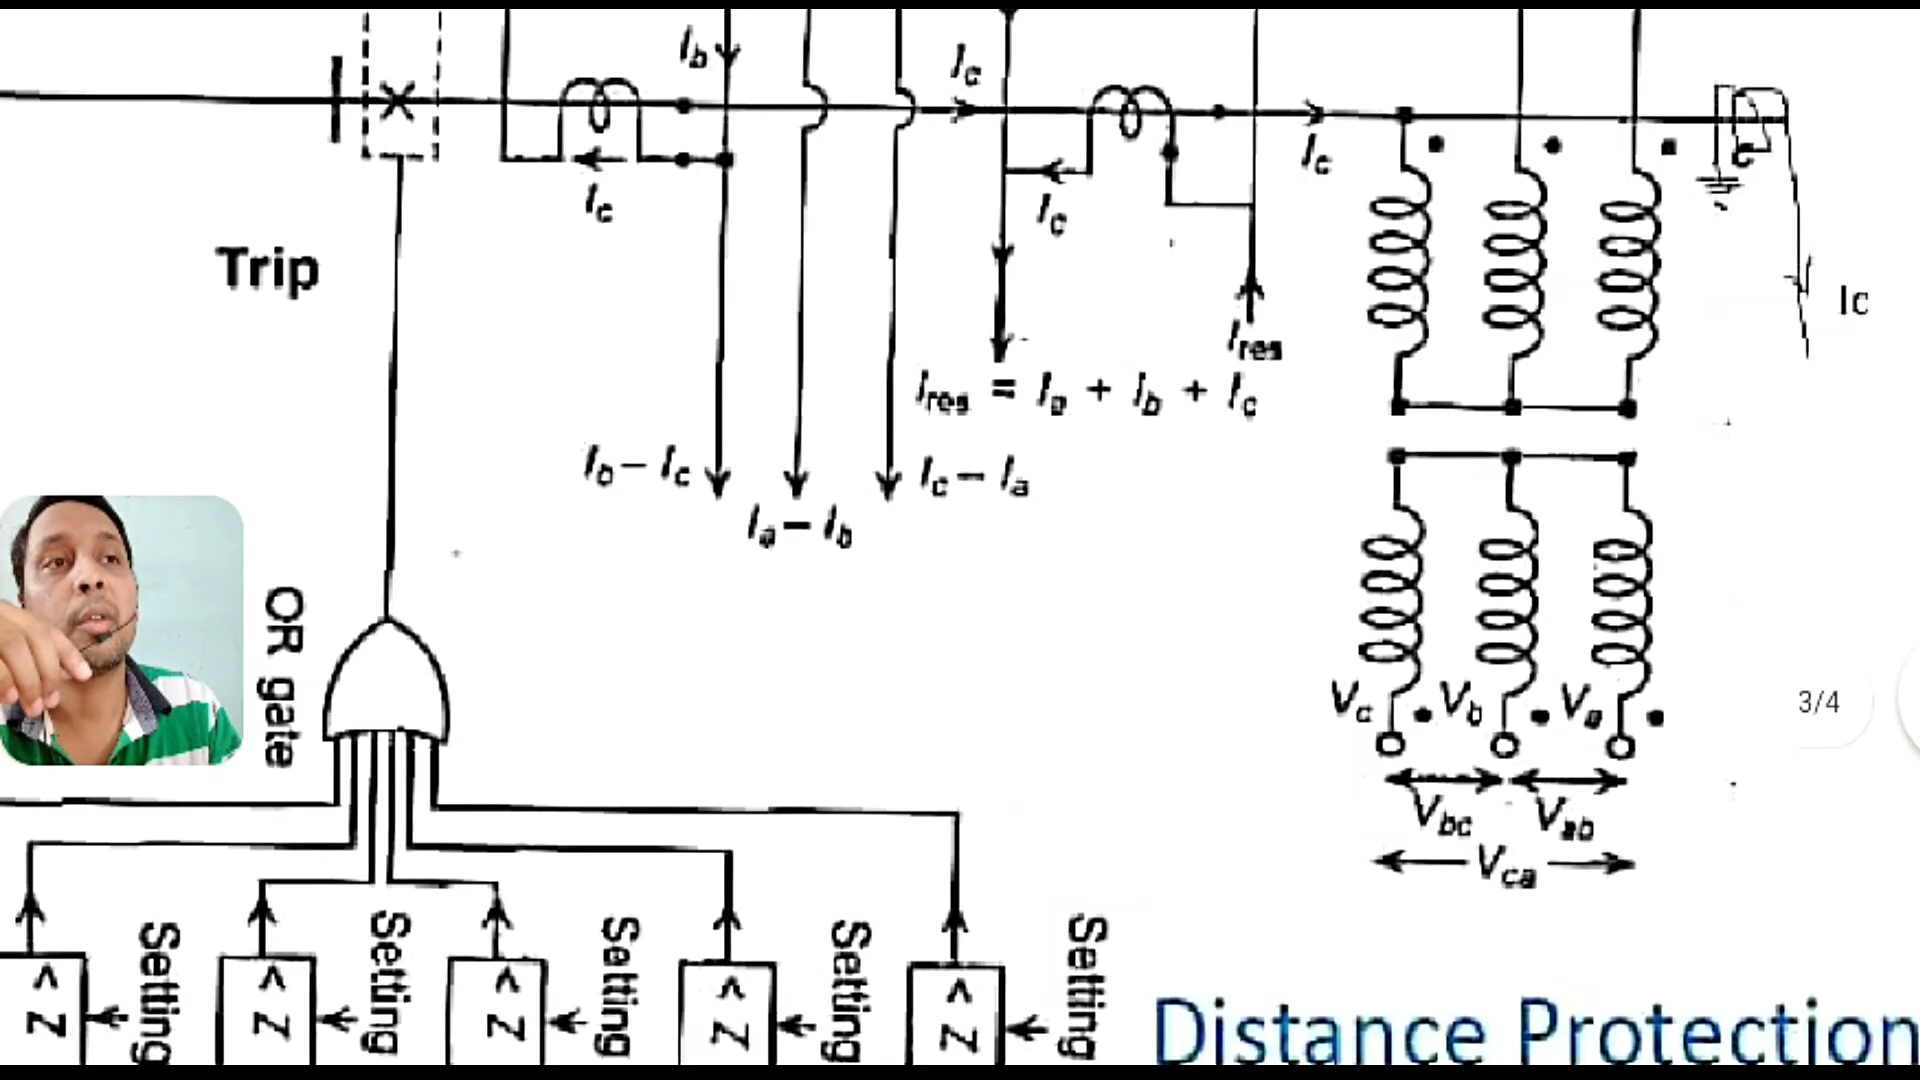 Ib
Ic
Ic
Ic
Ic
c
Ic
Trip
Ires
Ires = Ia + Ib + Ic
Ib – Ic
Ic – Ia
Ia – Ib
OR gate
Vc
Vb
Va
3/4
Vbc
Vab
Vca
Setting
Setting
Setting
Setting
Setting
< Z
< Z
< Z
< Z
< Z
Distance Protection